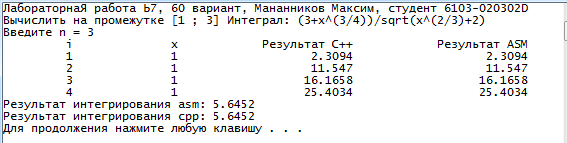 Лабораторная работа Ь7, 60 вариант, Мананников Максим, студент 6103-020302D
Вычислить на промежутке [1 ; 3] Интеграл: (3+x^(3/4))/sqrt(x^(2/3)+2)
Введите n = 3
i x Результат C++ Результат ASM
1 1 2.3094 2.3094
2 1 11.547 11.547
3 1 16.1658 16.1658
4 1 25.4034 25.4034
Результат интегрирования asm: 5.6452
Результат интегрирования cpp: 5.6452
Для продолжения нажмите любую клавишу . . .